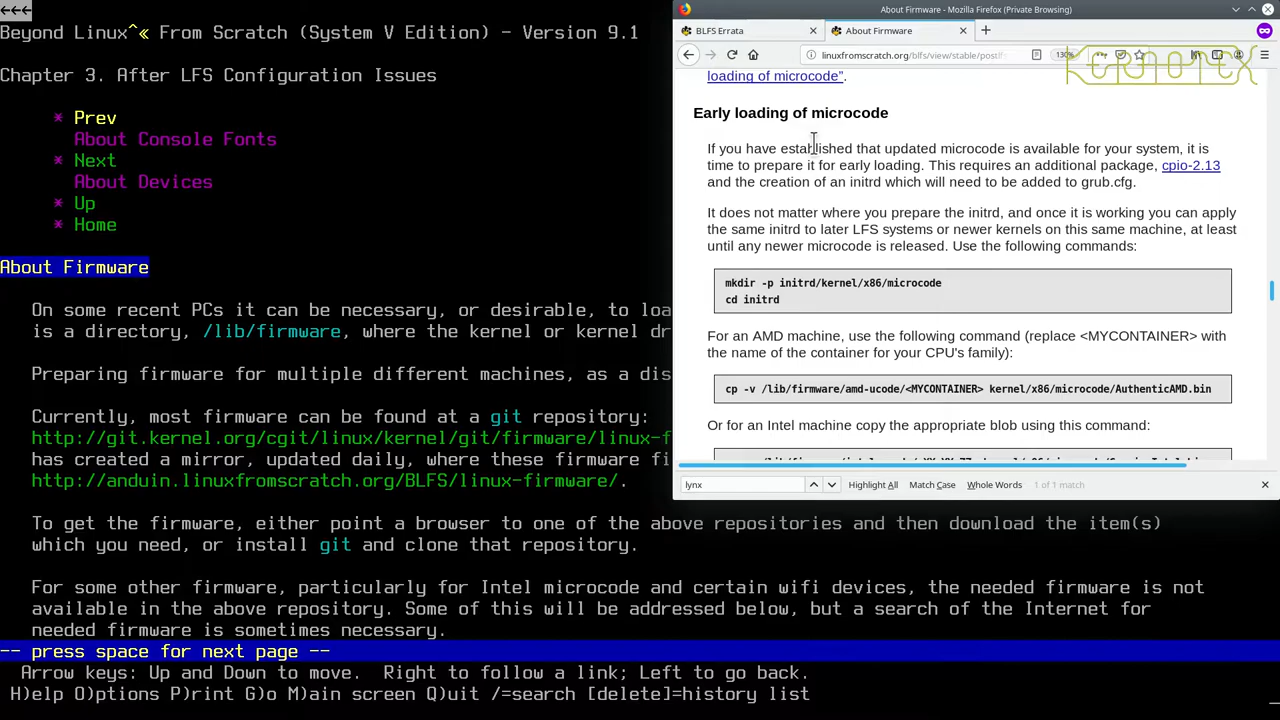 ←←←
Beyond Linux^« From Scratch (System V Edition) - Version 9.1
Chapter 3. After LFS Configuration Issues
* Prev
About Console Fonts
* Next
About Devices
* Up
* Home
About Firmware
On some recent PCs it can be necessary, or desirable, to loa
is a directory, /lib/firmware, where the kernel or kernel dr
Preparing firmware for multiple different machines, as a dis
Currently, most firmware can be found at a git repository:
http://git.kernel.org/cgit/linux/kernel/git/firmware/linux-f
has created a mirror, updated daily, where these firmware fi
http://anduin.linuxfromscratch.org/BLFS/linux-firmware/.
To get the firmware, either point a browser to one of the above repositories and then download the item(s)
which you need, or install git and clone that repository.
For some other firmware, particularly for Intel microcode and certain wifi devices, the needed firmware is not
available in the above repository. Some of this will be addressed below, but a search of the Internet for
needed firmware is sometimes necessary.
-- press space for next page --
Arrow keys: Up and Down to move.  Right to follow a link; Left to go back.
H)elp O)ptions P)rint G)o M)ain screen Q)uit /=search [delete]=history list
About Firmware - Mozilla Firefox (Private Browsing)
BLFS Errata
About Firmware
linuxfromscratch.org/blfs/view/stable/postlf
130%
KERNOTEX
loading of microcode”.
Early loading of microcode
If you have established that updated microcode is available for your system, it is
time to prepare it for early loading. This requires an additional package, cpio-2.13
and the creation of an initrd which will need to be added to grub.cfg.
It does not matter where you prepare the initrd, and once it is working you can apply
the same initrd to later LFS systems or newer kernels on this same machine, at least
until any newer microcode is released. Use the following commands:
mkdir -p initrd/kernel/x86/microcode
cd initrd
For an AMD machine, use the following command (replace <MYCONTAINER> with
the name of the container for your CPU's family):
cp -v /lib/firmware/amd-ucode/<MYCONTAINER> kernel/x86/microcode/AuthenticAMD.bin
Or for an Intel machine copy the appropriate blob using this command:
lynx
Highlight All
Match Case
Whole Words
1 of 1 match